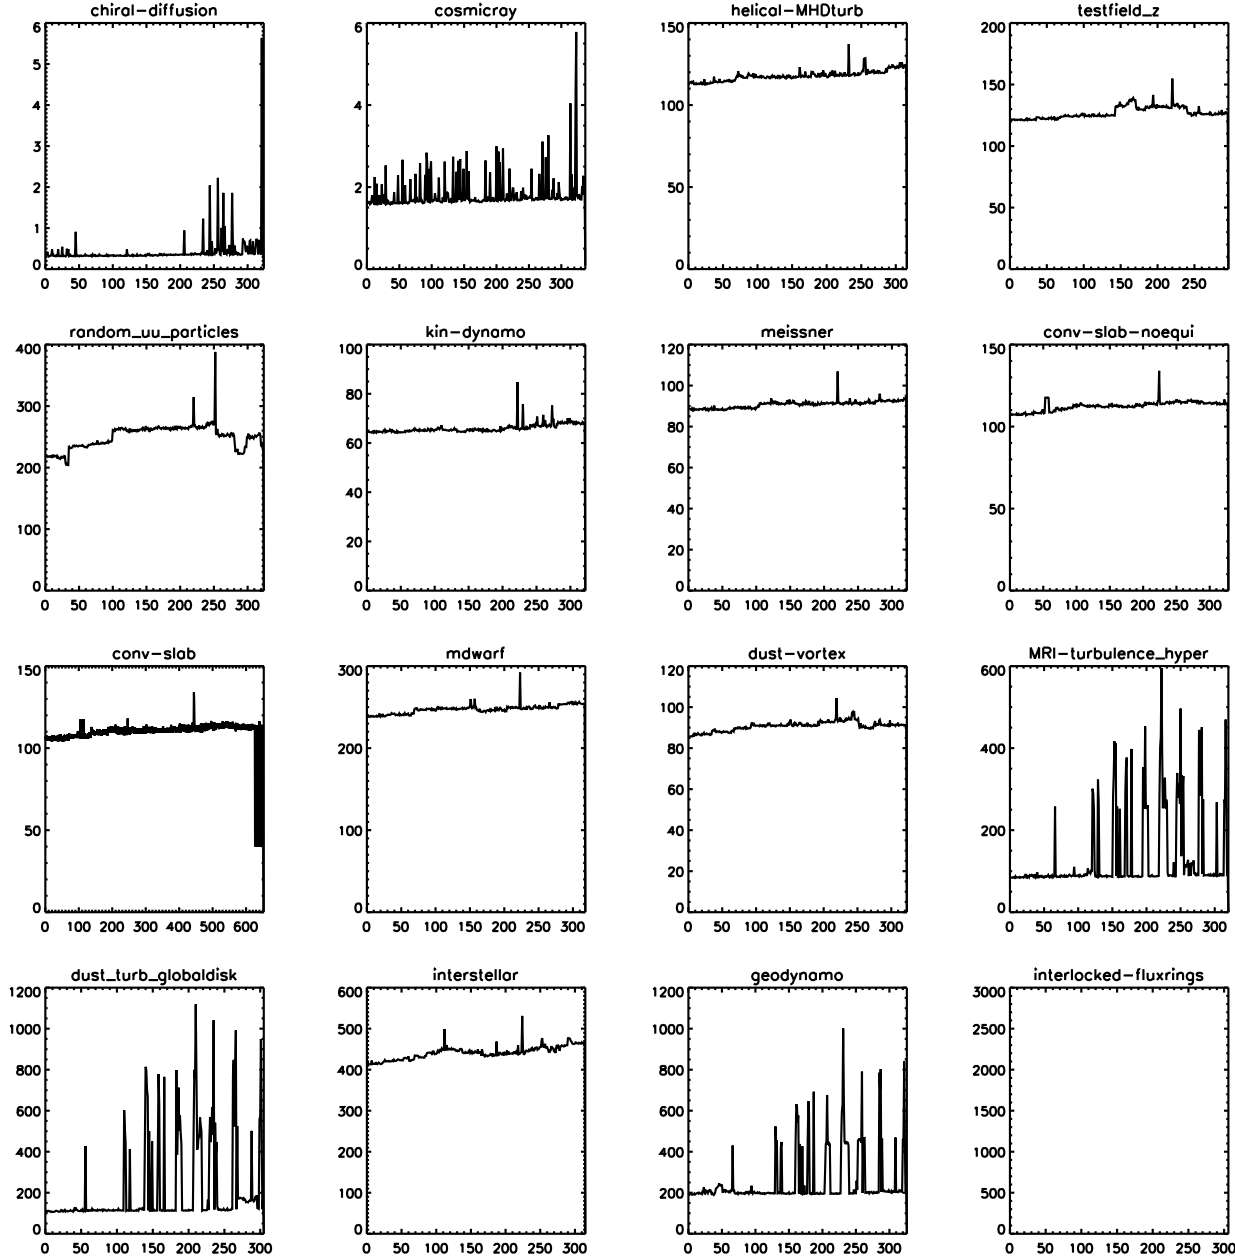 chiral-diffusion cosmicray helical-MHDturb testfield_z
6 6 150 200
5
4 4 100 150
3 100
2 2 50
1 50
0 0 0 0
0 50 100 150 200 250 300 0 50 100 150 200 250 300 0 50 100 150 200 250 300 0 50 100 150 200 250
random_uu_particles kin-dynamo meissner conv-slab-noequi
400 100 120 150
300 80 100
200 60 80 100
100 40 60
20 40 50
0 0 20
0 0
0 50 100 150 200 250 300 0 50 100 150 200 250 300 0 50 100 150 200 250 300 0 50 100 150 200 250 300
conv-slab mdwarf dust-vortex MRI-turbulence_hyper
150 300 120 600
100 200 100
50 100 80 400
0 0 60
40 200
20
0 0
0 100 200 300 400 500 600 0 50 100 150 200 250 300 0 50 100 150 200 250 300 0 50 100 150 200 250 300
dust_turb_globaldisk interstellar geodynamo interlocked-fluxrings
1200 600 1200 3000
1000 500 1000 2500
800 400 800 2000
600 300 600 1500
400 200 400 1000
200 100 200 500
0 0 0 0
0 50 100 150 200 250 300 0 50 100 150 200 250 300 0 50 100 150 200 250 300 0 50 100 150 200 250 300